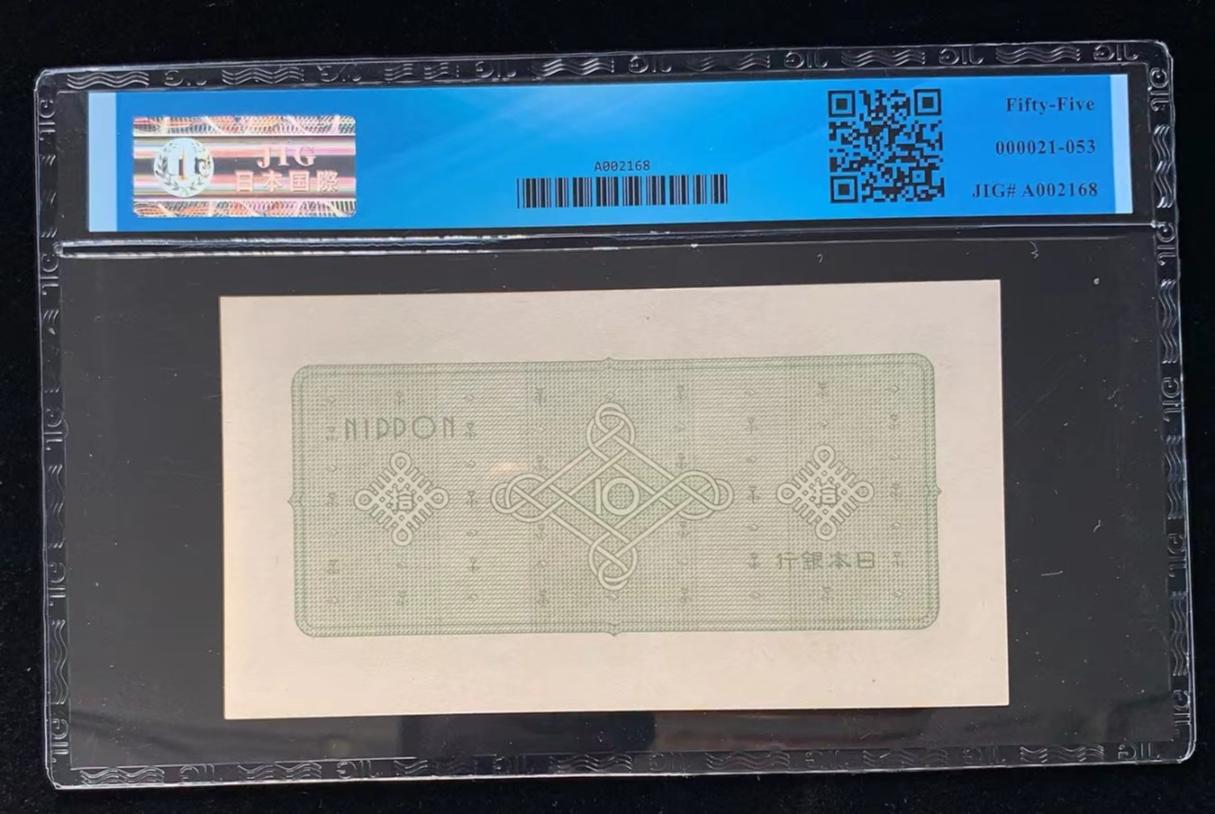 JIG
日本国際
A002168
Fifty-Five
000021-053
JIG# A002168
NIPPON
拾
10
拾
行銀本日